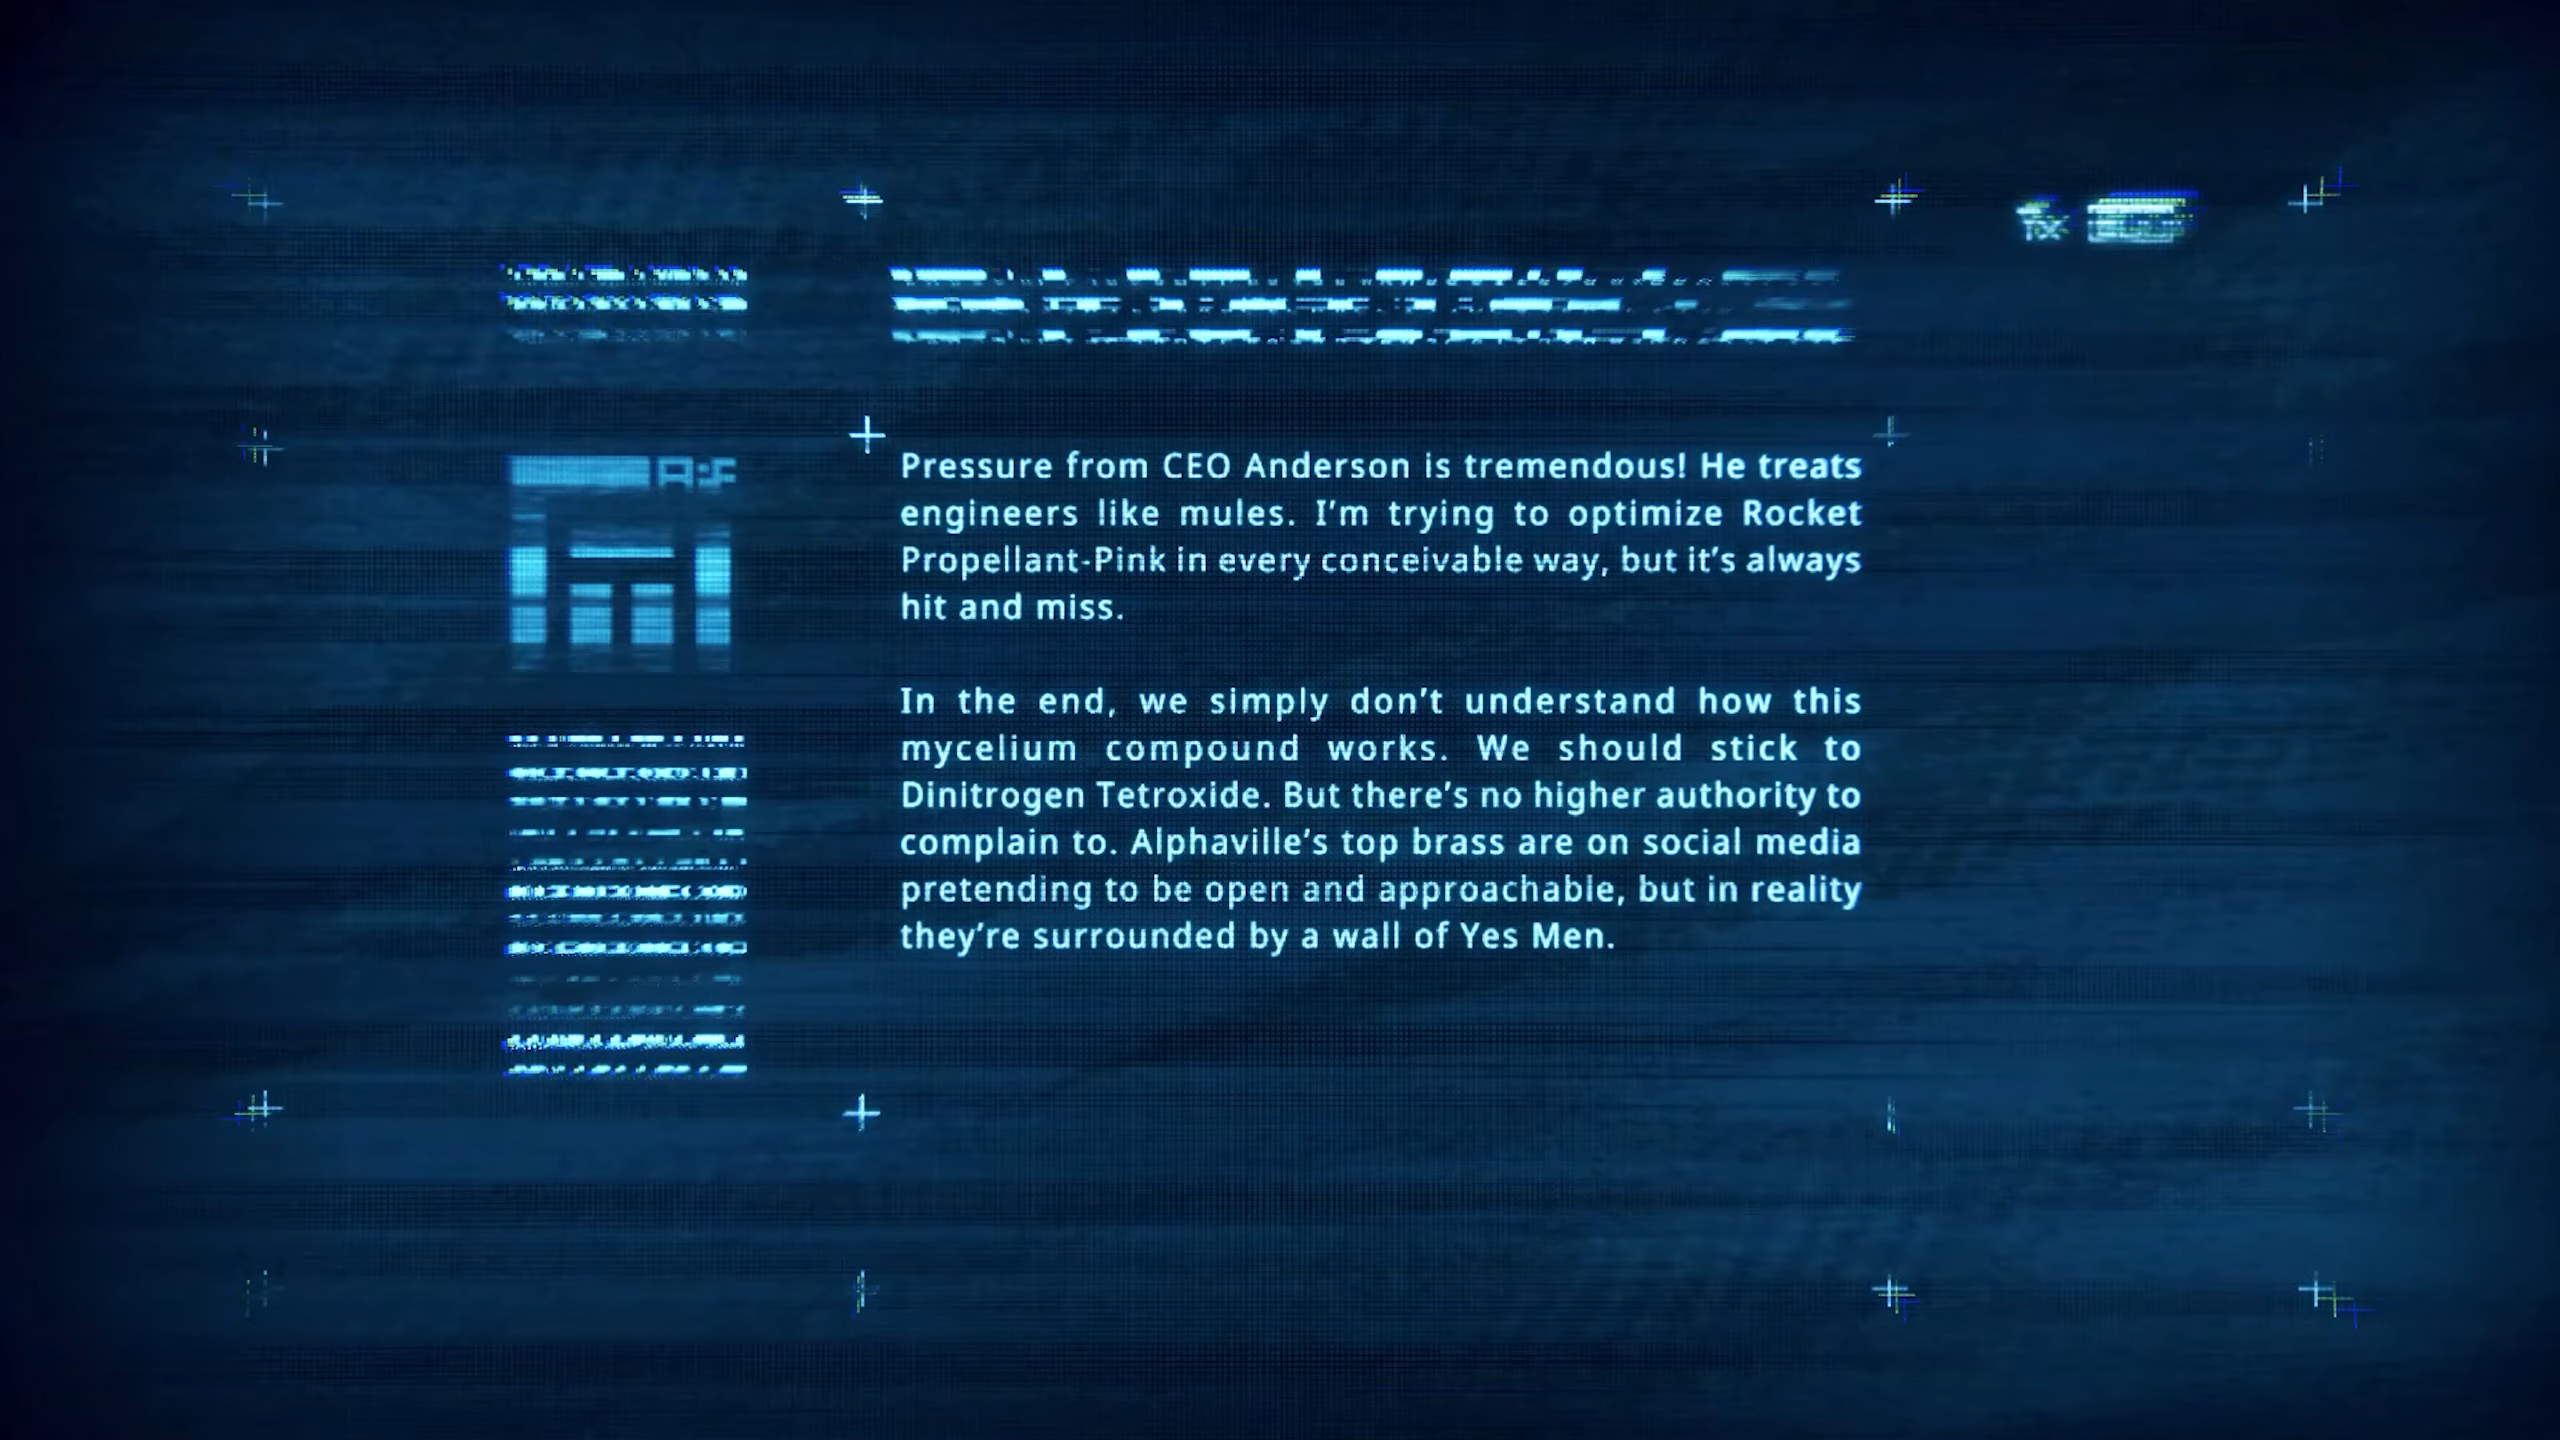 Pressure from CEO Anderson is tremendous! He treats
engineers like mules. I’m trying to optimize Rocket
Propellant-Pink in every conceivable way, but it’s always
hit and miss.
In the end, we simply don’t understand how this
mycelium compound works. We should stick to
Dinitrogen Tetroxide. But there’s no higher authority to
complain to. Alphaville’s top brass are on social media
pretending to be open and approachable, but in reality
they’re surrounded by a wall of Yes Men.